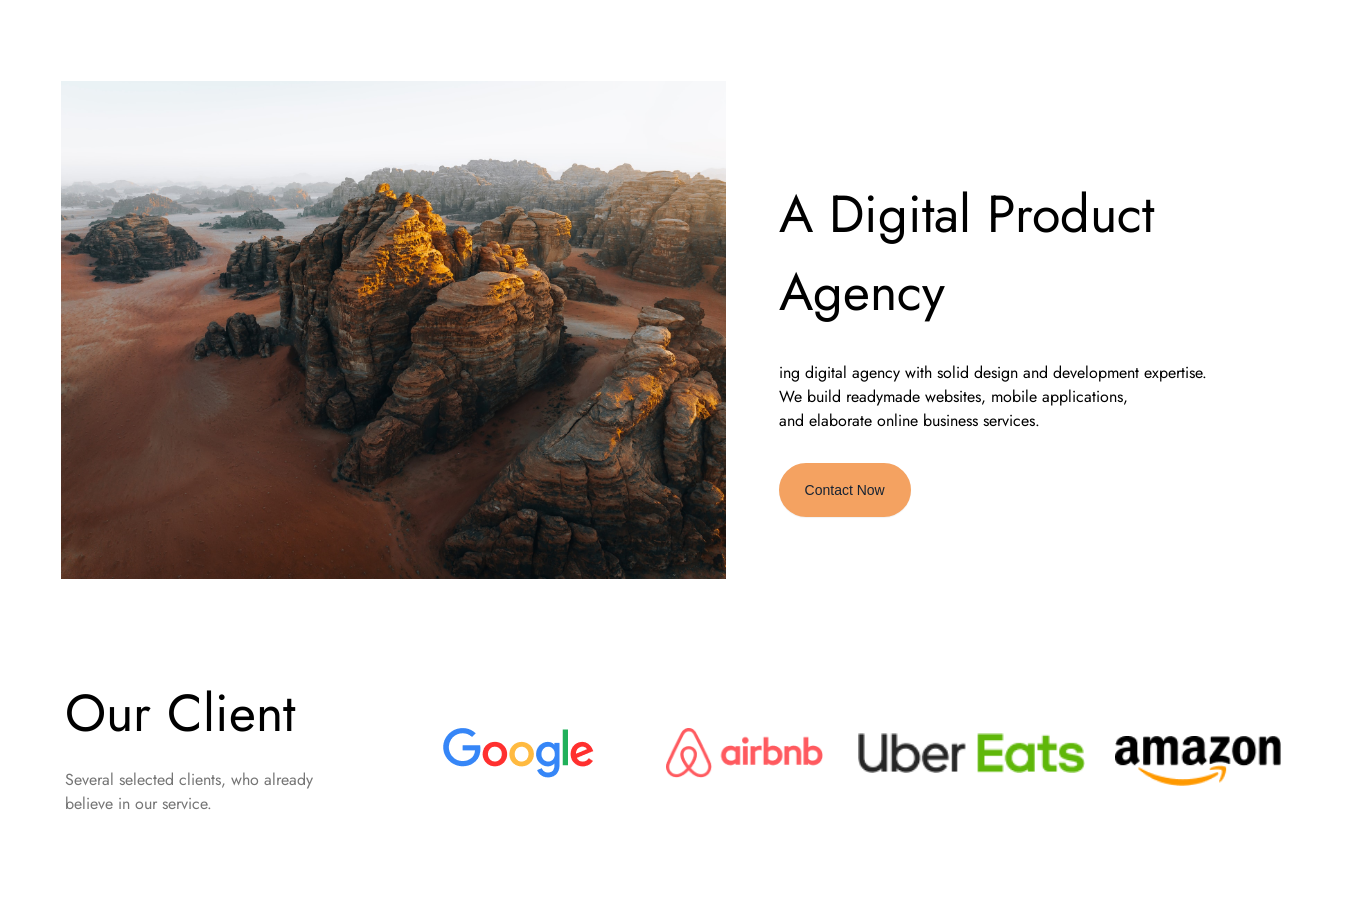 A Digital Product
Agency
ing digital agency with solid design and development expertise.
We build readymade websites, mobile applications,
and elaborate online business services.
Contact Now
Our Client
Several selected clients, who already
believe in our service.
Google
airbnb
Uber Eats
amazon